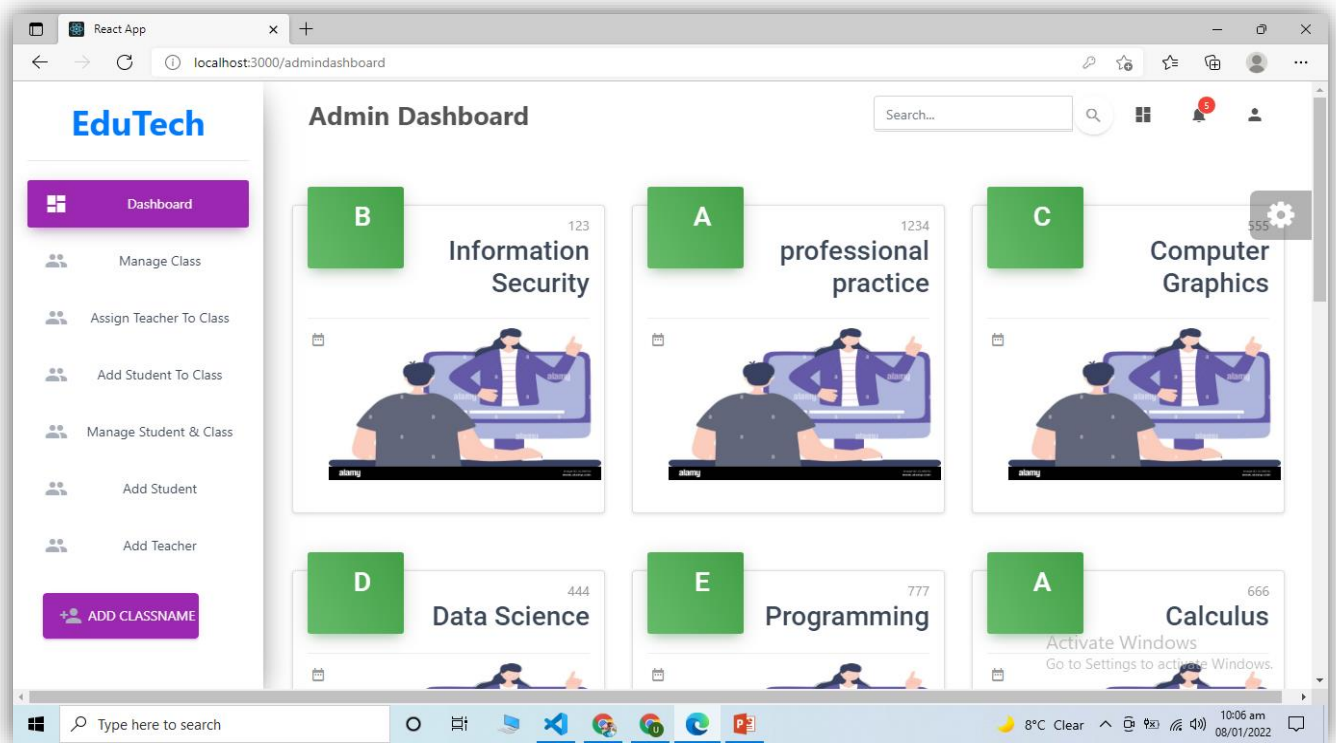 React App
localhost:3000/admindashboard
EduTech
Admin Dashboard
Search...
5
Dashboard
Manage Class
Assign Teacher To Class
Add Student To Class
Manage Student & Class
Add Student
Add Teacher
ADD CLASSNAME
B
123
Information
Security
alamy
A
1234
professional
practice
alamy
C
555
Computer
Graphics
alamy
D
444
Data Science
E
777
Programming
A
666
Calculus
Activate Windows
Go to Settings to activate Windows.
Type here to search
8°C Clear
10:06 am
08/01/2022